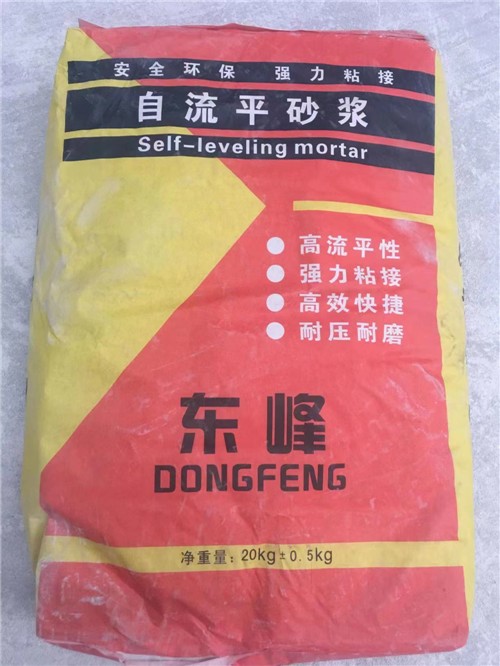 安全环保 强力粘接
自流平砂浆
Self-leveling mortar
高流平性
强力粘接
高效快捷
耐压耐磨
东峰
DONGFENG
净重量：20kg±0.5kg